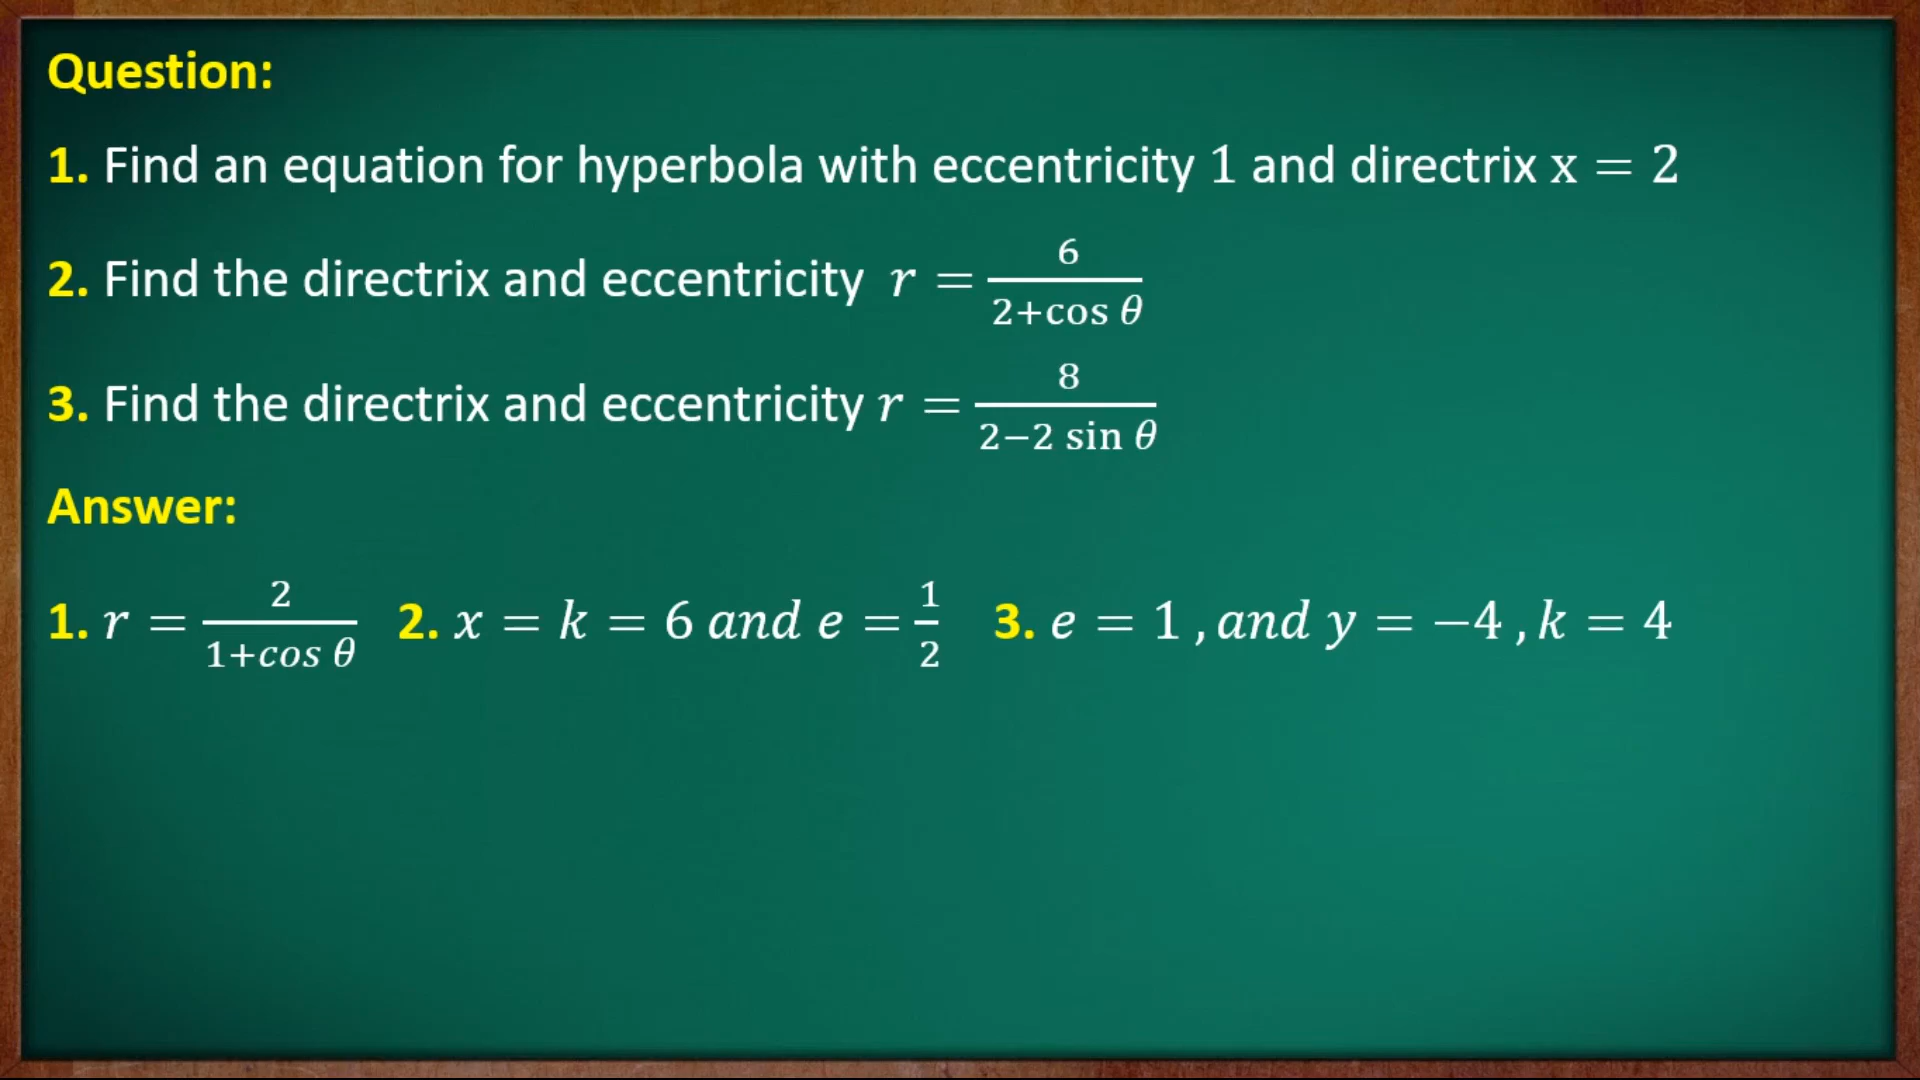 Question:
1. Find an equation for hyperbola with eccentricity 1 and directrix x = 2
2. Find the directrix and eccentricity r = 6/(2+cos θ)
3. Find the directrix and eccentricity r = 8/(2−2 sin θ)
Answer:
1. r = 2/(1+cos θ) 2. x = k = 6 and e = 1/2 3. e = 1 , and y = −4 , k = 4